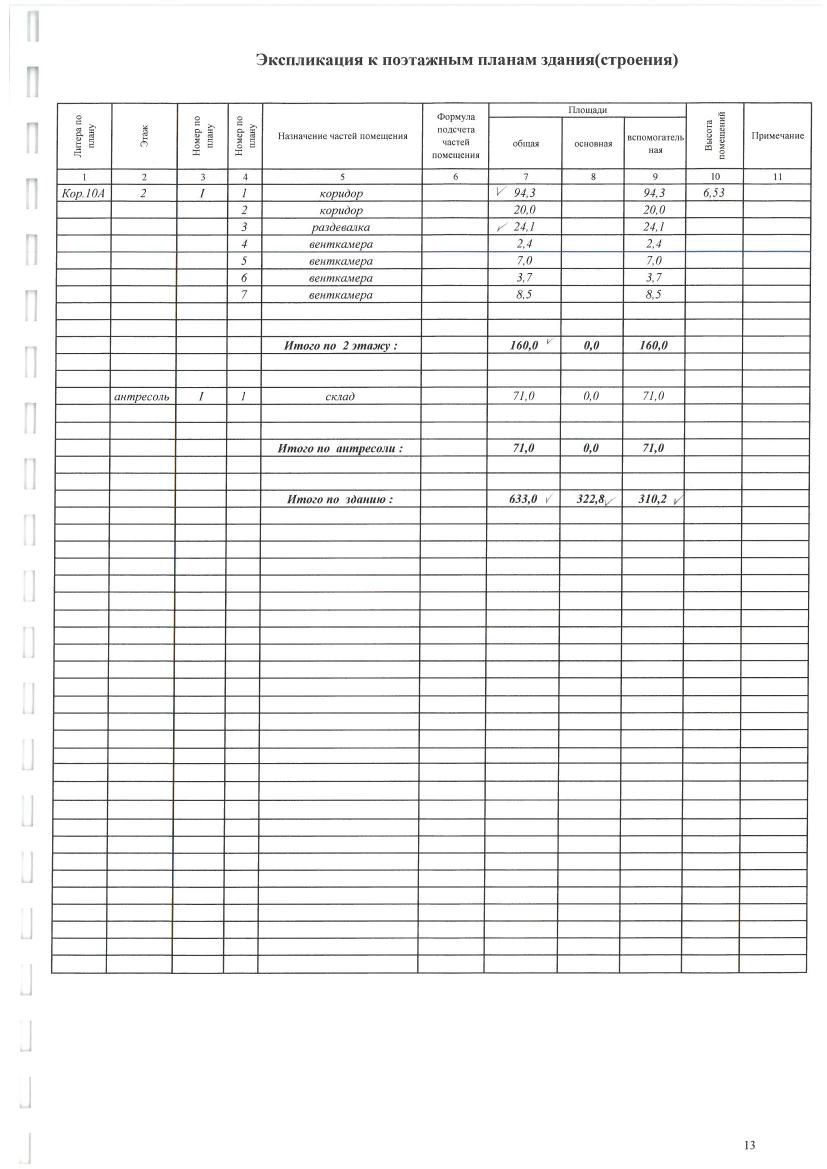 Экспликация к поэтажным планам здания(строения)
Литера по плану Этаж Номер по плану Номер по плану Назначение частей помещения Формула подсчета частей помещения Площади Высота помещений Примечание
общая основная вспомогательная
1 2 3 4 5 6 7 8 9 10 11
Кор.10А 2 I 1 коридор 94,3 94,3 6,53
2 коридор 20,0 20,0
3 раздевалка 24,1 24,1
4 венткамера 2,4 2,4
5 венткамера 7,0 7,0
6 венткамера 3,7 3,7
7 венткамера 8,5 8,5
Итого по 2 этажу : 160,0 0,0 160,0
антресоль I 1 склад 71,0 0,0 71,0
Итого по антресоли : 71,0 0,0 71,0
Итого по зданию : 633,0 322,8 310,2
13